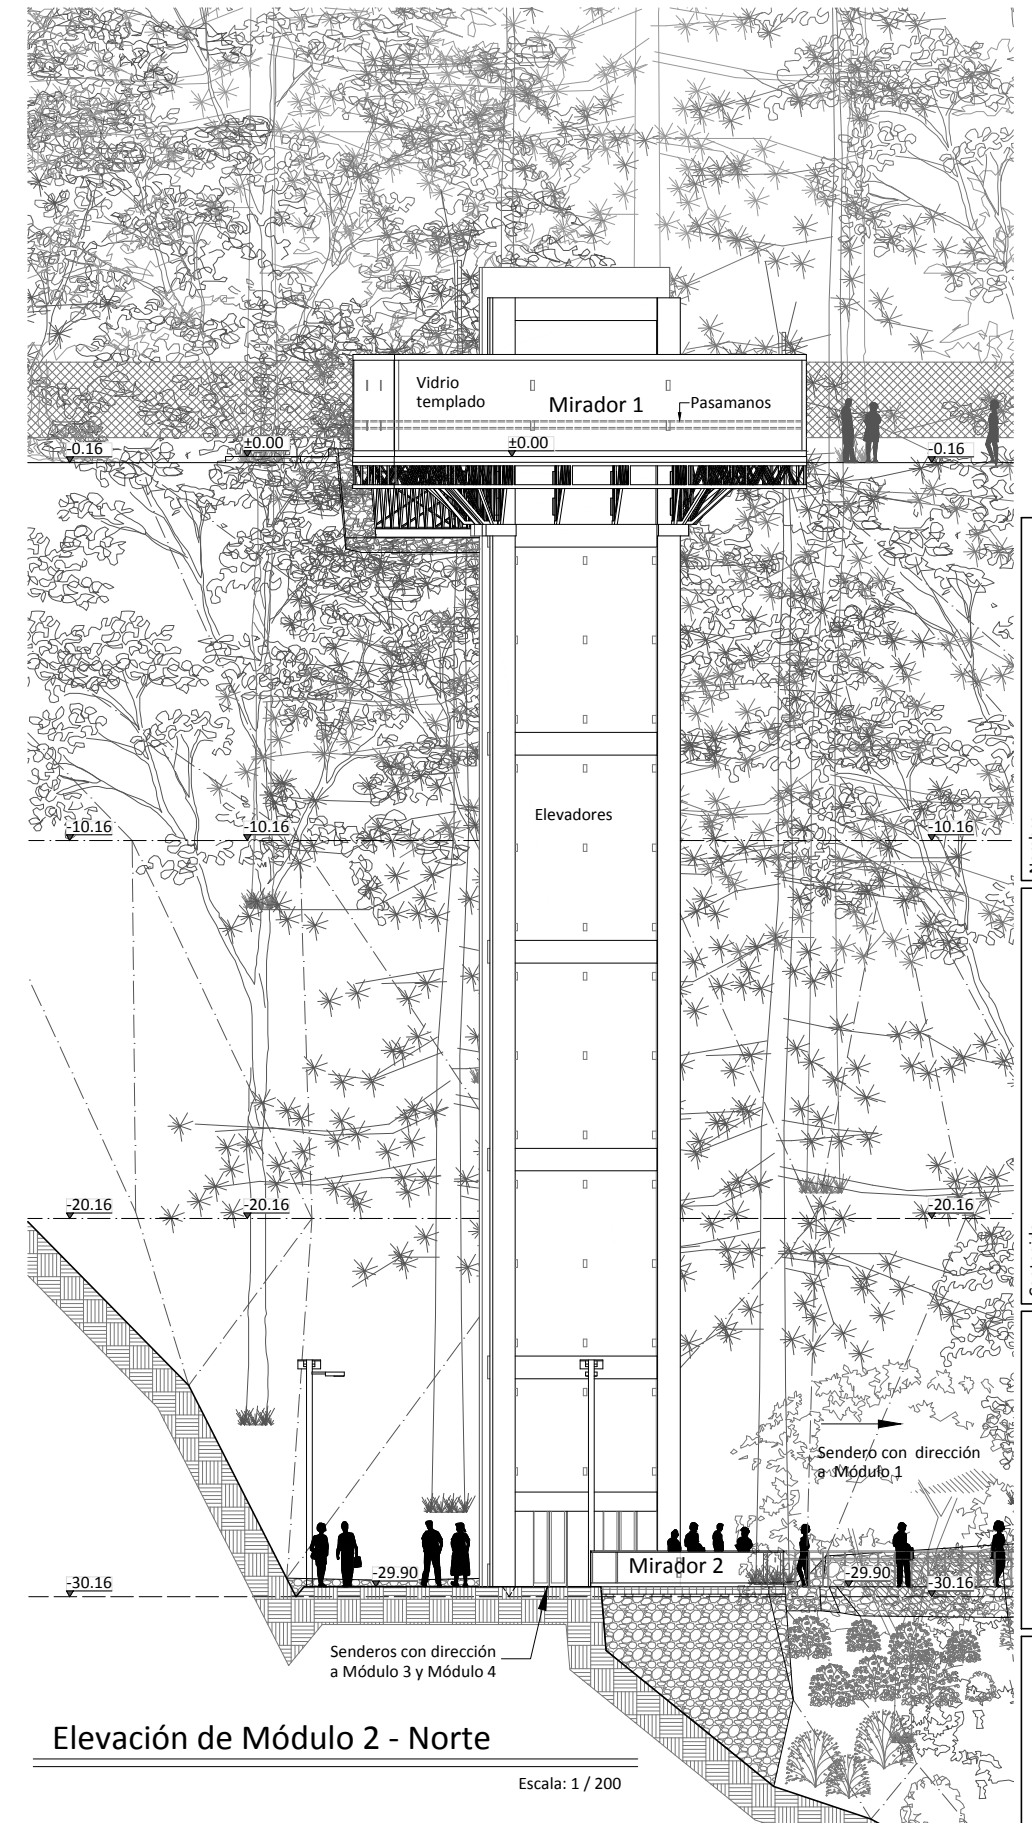 Vidrio
templado
Mirador 1
Pasamanos
-0.16
±0.00
±0.00
-0.16
Elevadores
-10.16
-10.16
-10.16
-20.16
-20.16
-20.16
Sendero con dirección
a Módulo 1
Mirador 2
-29.90
-29.90
-30.16
-30.16
Senderos con dirección
a Módulo 3 y Módulo 4
Elevación de Módulo 2 - Norte
Escala: 1 / 200